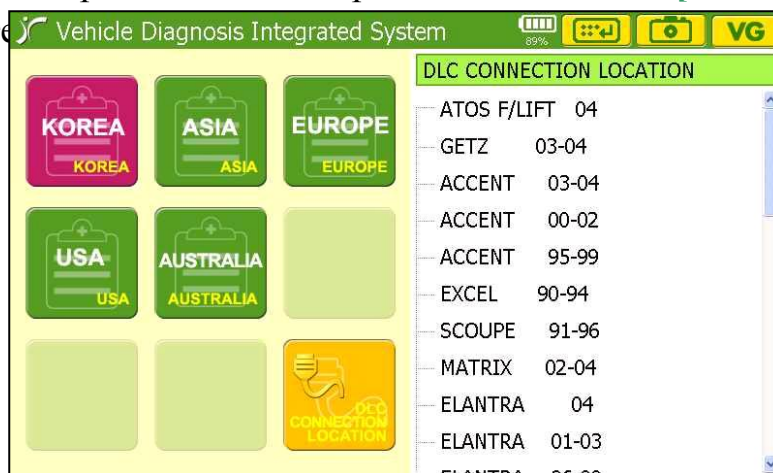 Vehicle Diagnosis Integrated System
89%
VG
KOREA
KOREA
ASIA
ASIA
EUROPE
EUROPE
USA
USA
AUSTRALIA
AUSTRALIA
DLC
CONNECTION
LOCATION
DLC CONNECTION LOCATION
ATOS F/LIFT 04
GETZ 03-04
ACCENT 03-04
ACCENT 00-02
ACCENT 95-99
EXCEL 90-94
SCOUPE 91-96
MATRIX 02-04
ELANTRA 04
ELANTRA 01-03